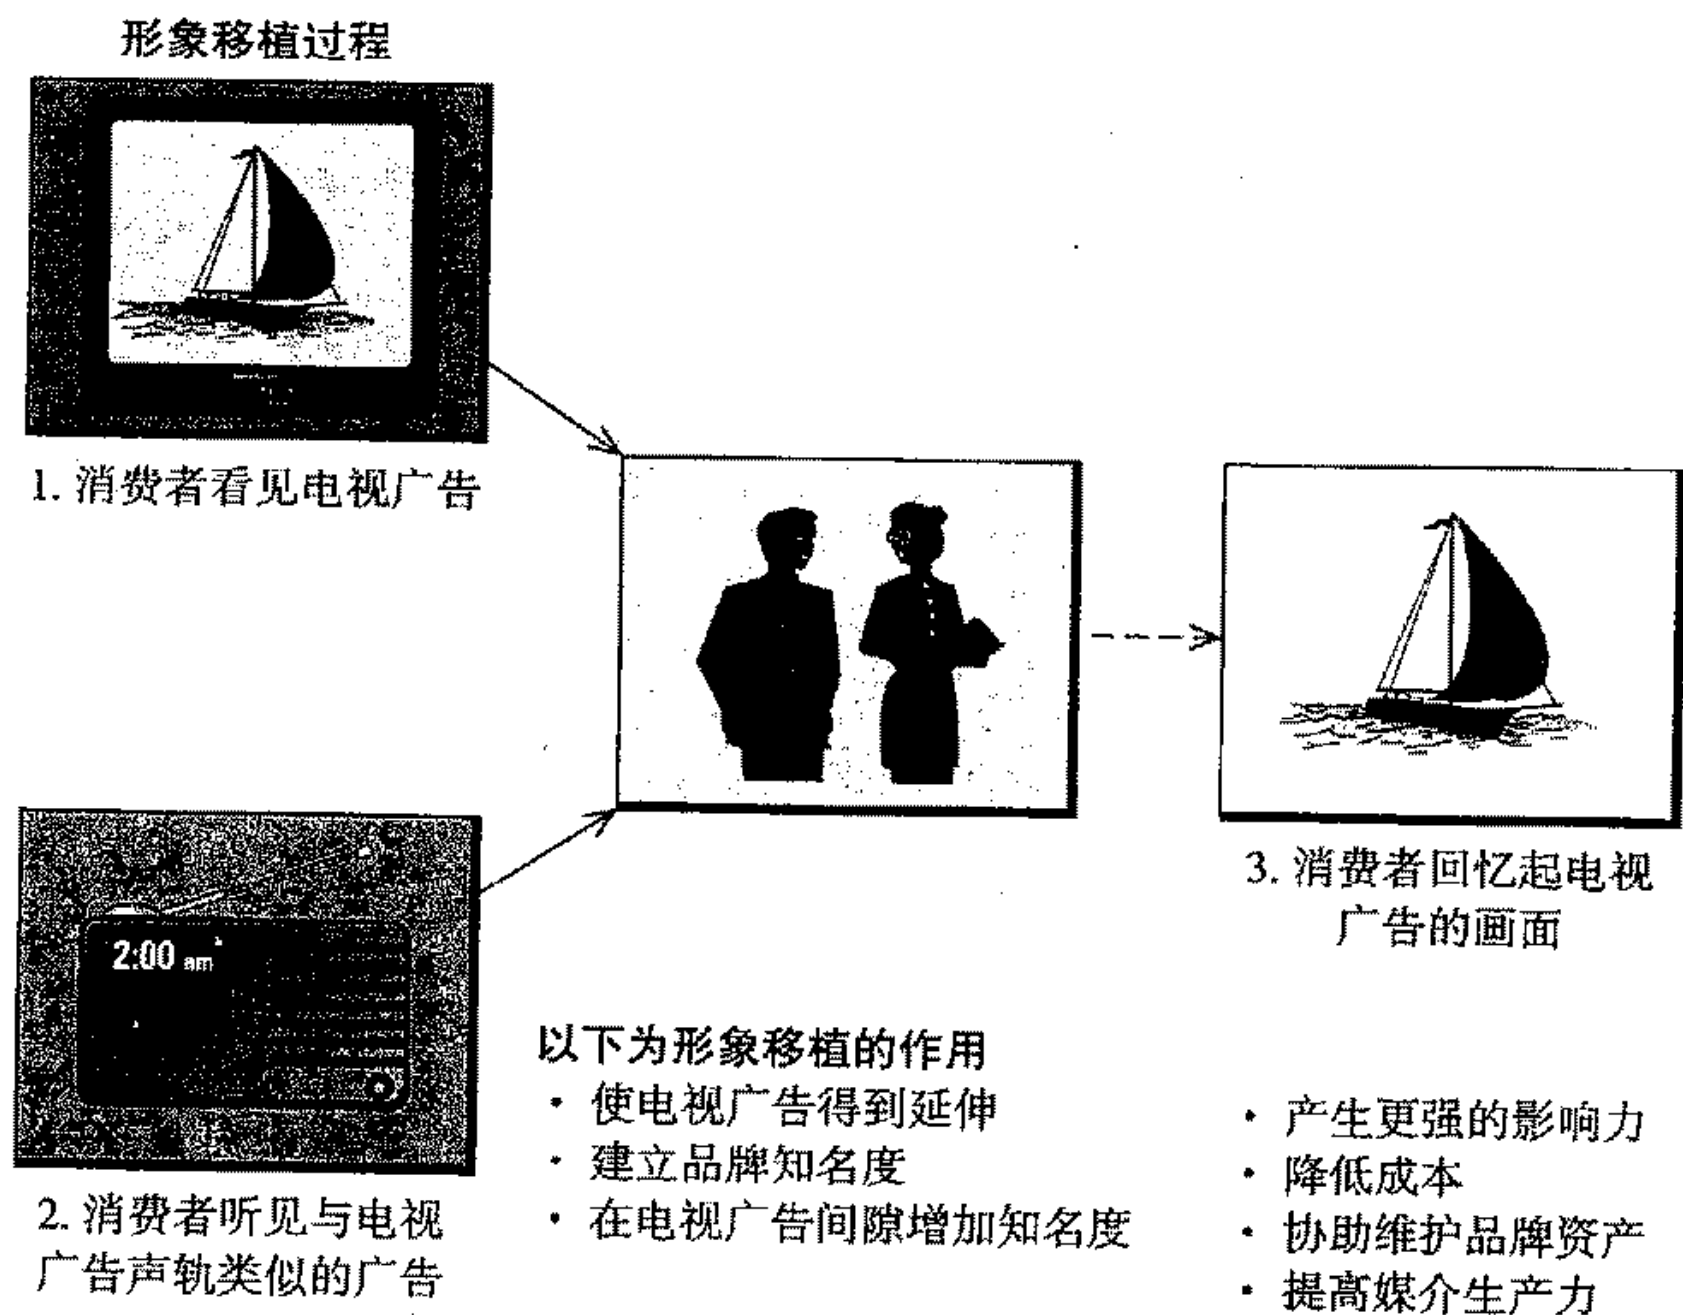 形象移植过程
1. 消费者看见电视广告
3. 消费者回忆起电视
广告的画面
2:00 am
2. 消费者听见与电视
广告声轨类似的广告
以下为形象移植的作用
· 使电视广告得到延伸
· 建立品牌知名度
· 在电视广告间隙增加知名度
· 产生更强的影响力
· 降低成本
· 协助维护品牌资产
· 提高媒介生产力